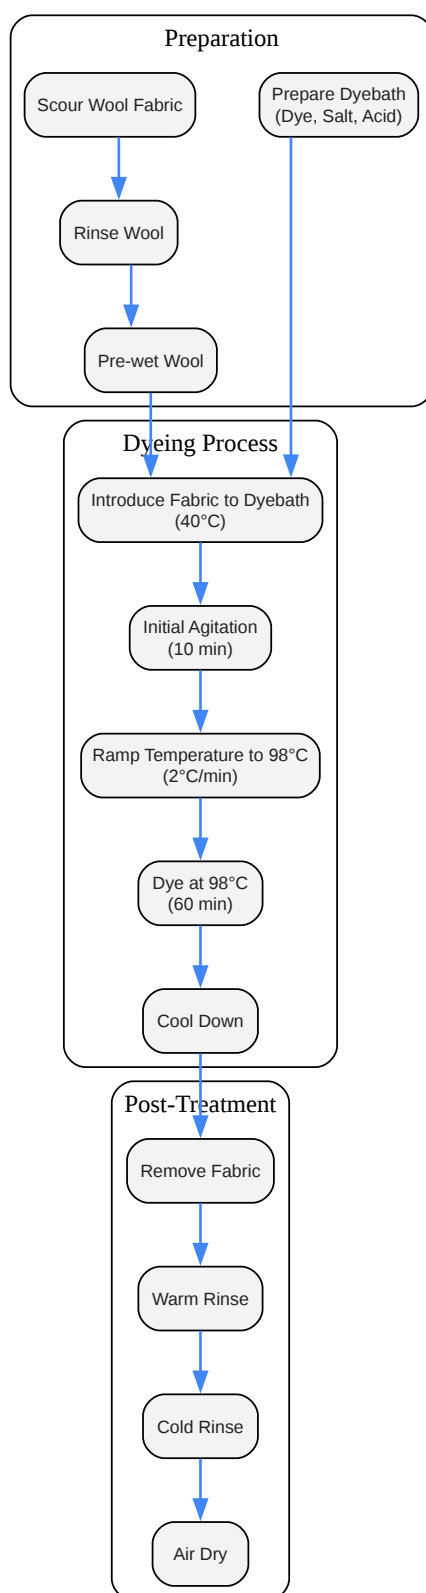 Preparation
Scour Wool Fabric
Prepare Dyebath
(Dye, Salt, Acid)
Rinse Wool
Pre-wet Wool
Dyeing Process
Introduce Fabric to Dyebath
(40°C)
Initial Agitation
(10 min)
Ramp Temperature to 98°C
(2°C/min)
Dye at 98°C
(60 min)
Cool Down
Post-Treatment
Remove Fabric
Warm Rinse
Cold Rinse
Air Dry